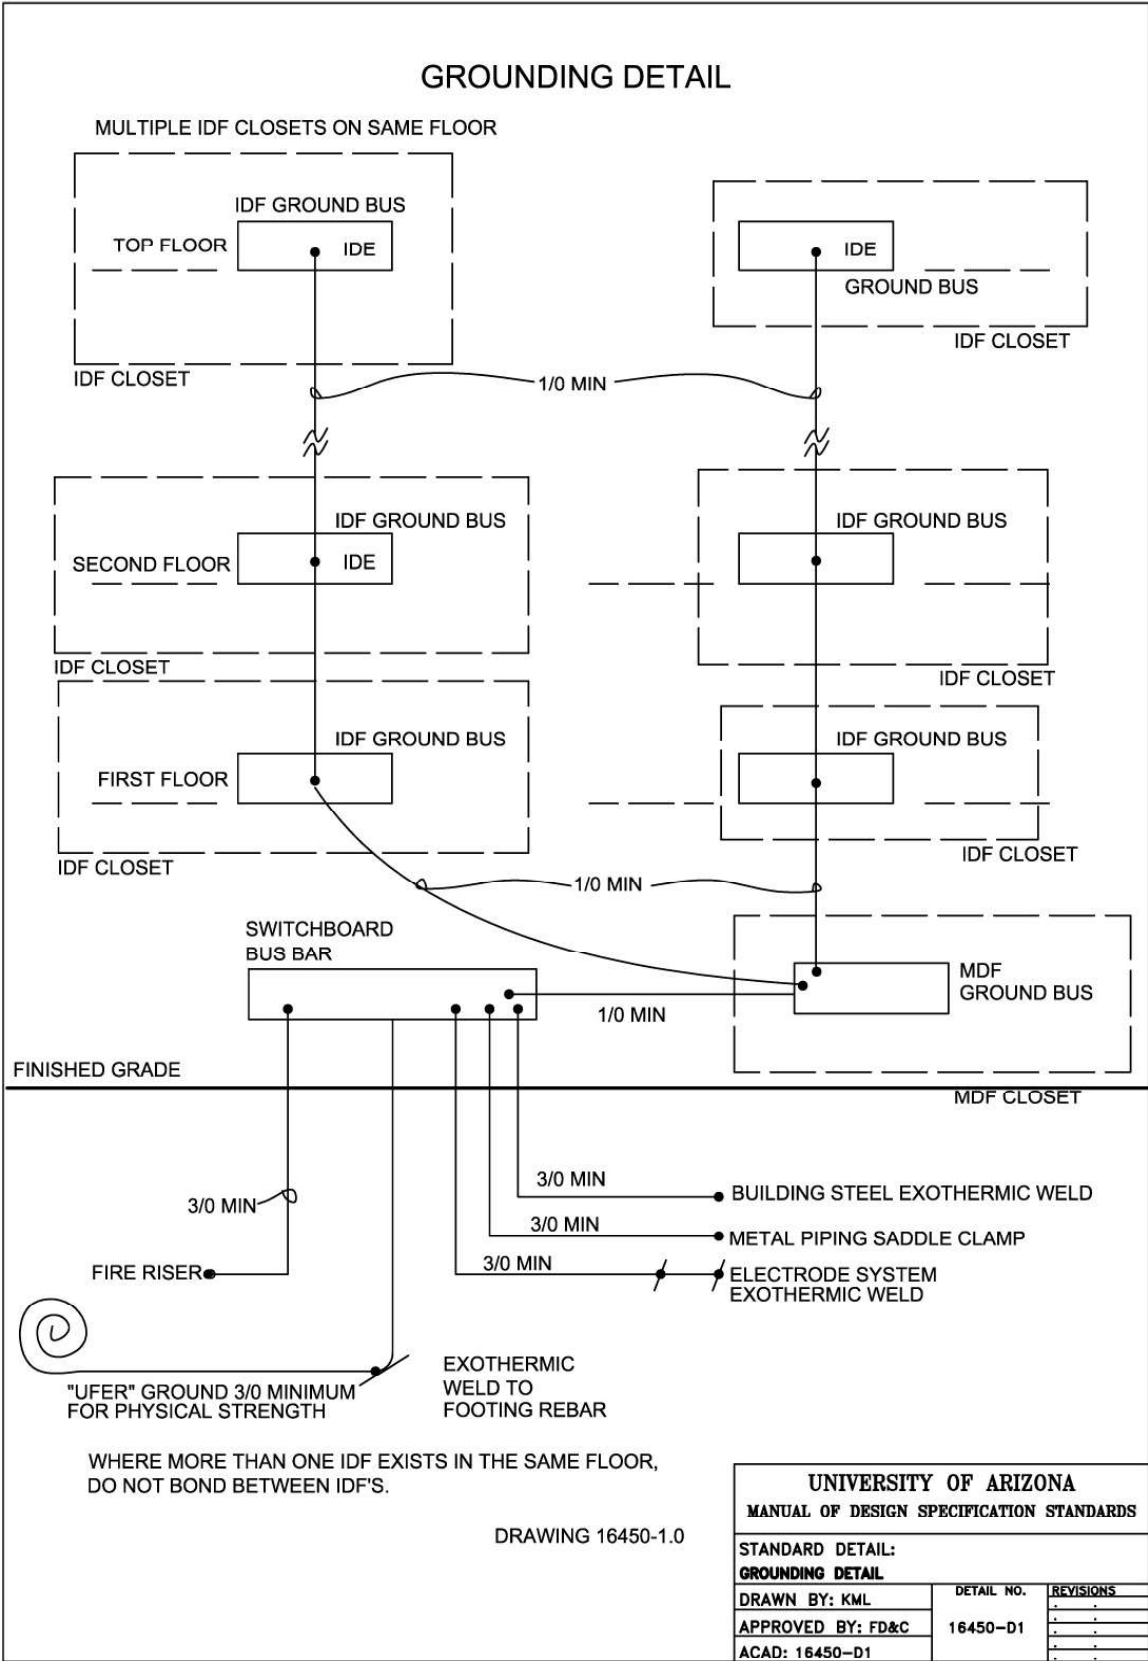 GROUNDING DETAIL
MULTIPLE IDF CLOSETS ON SAME FLOOR
IDF GROUND BUS
TOP FLOOR
IDE
IDE
GROUND BUS
IDF CLOSET
IDF CLOSET
1/0 MIN
IDF GROUND BUS
IDF GROUND BUS
SECOND FLOOR
IDE
IDF CLOSET
IDF CLOSET
IDF GROUND BUS
IDF GROUND BUS
FIRST FLOOR
IDF CLOSET
IDF CLOSET
1/0 MIN
SWITCHBOARD
BUS BAR
MDF
GROUND BUS
1/0 MIN
FINISHED GRADE
MDF CLOSET
3/0 MIN
BUILDING STEEL EXOTHERMIC WELD
3/0 MIN
3/0 MIN
METAL PIPING SADDLE CLAMP
3/0 MIN
FIRE RISER
ELECTRODE SYSTEM
EXOTHERMIC WELD
EXOTHERMIC
WELD TO
FOOTING REBAR
"UFER" GROUND 3/0 MINIMUM
FOR PHYSICAL STRENGTH
WHERE MORE THAN ONE IDF EXISTS IN THE SAME FLOOR,
DO NOT BOND BETWEEN IDF'S.
DRAWING 16450-1.0
UNIVERSITY OF ARIZONA
MANUAL OF DESIGN SPECIFICATION STANDARDS
STANDARD DETAIL:
GROUNDING DETAIL
DRAWN BY: KML
DETAIL NO.
REVISIONS
APPROVED BY: FD&C
16450-D1
ACAD: 16450-D1